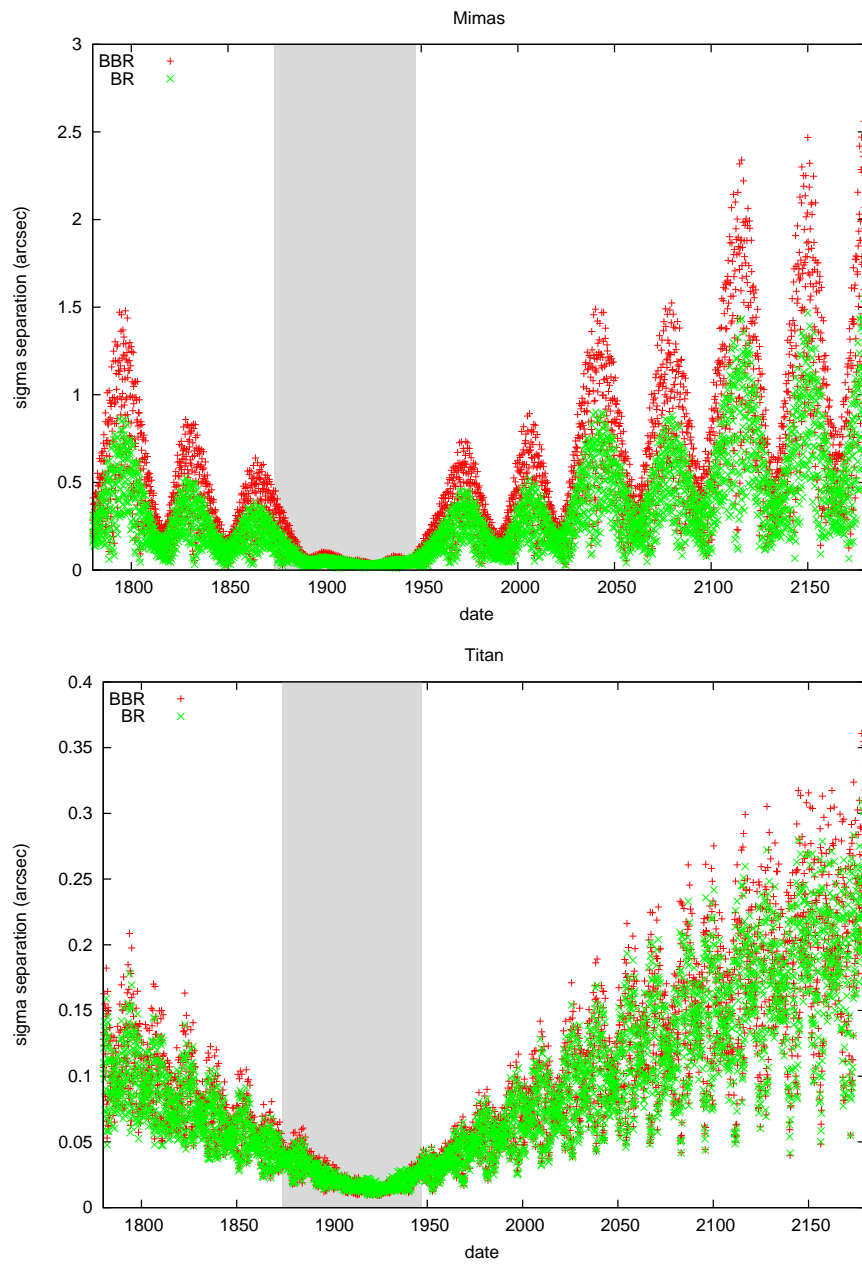 Mimas
3
2.5
2
1.5
1
0.5
0
sigma separation (arcsec)
BBR
BR
1800 1850 1900 1950 2000 2050 2100 2150
date
Titan
0.4
0.35
0.3
0.25
0.2
0.15
0.1
0.05
0
sigma separation (arcsec)
BBR
BR
1800 1850 1900 1950 2000 2050 2100 2150
date